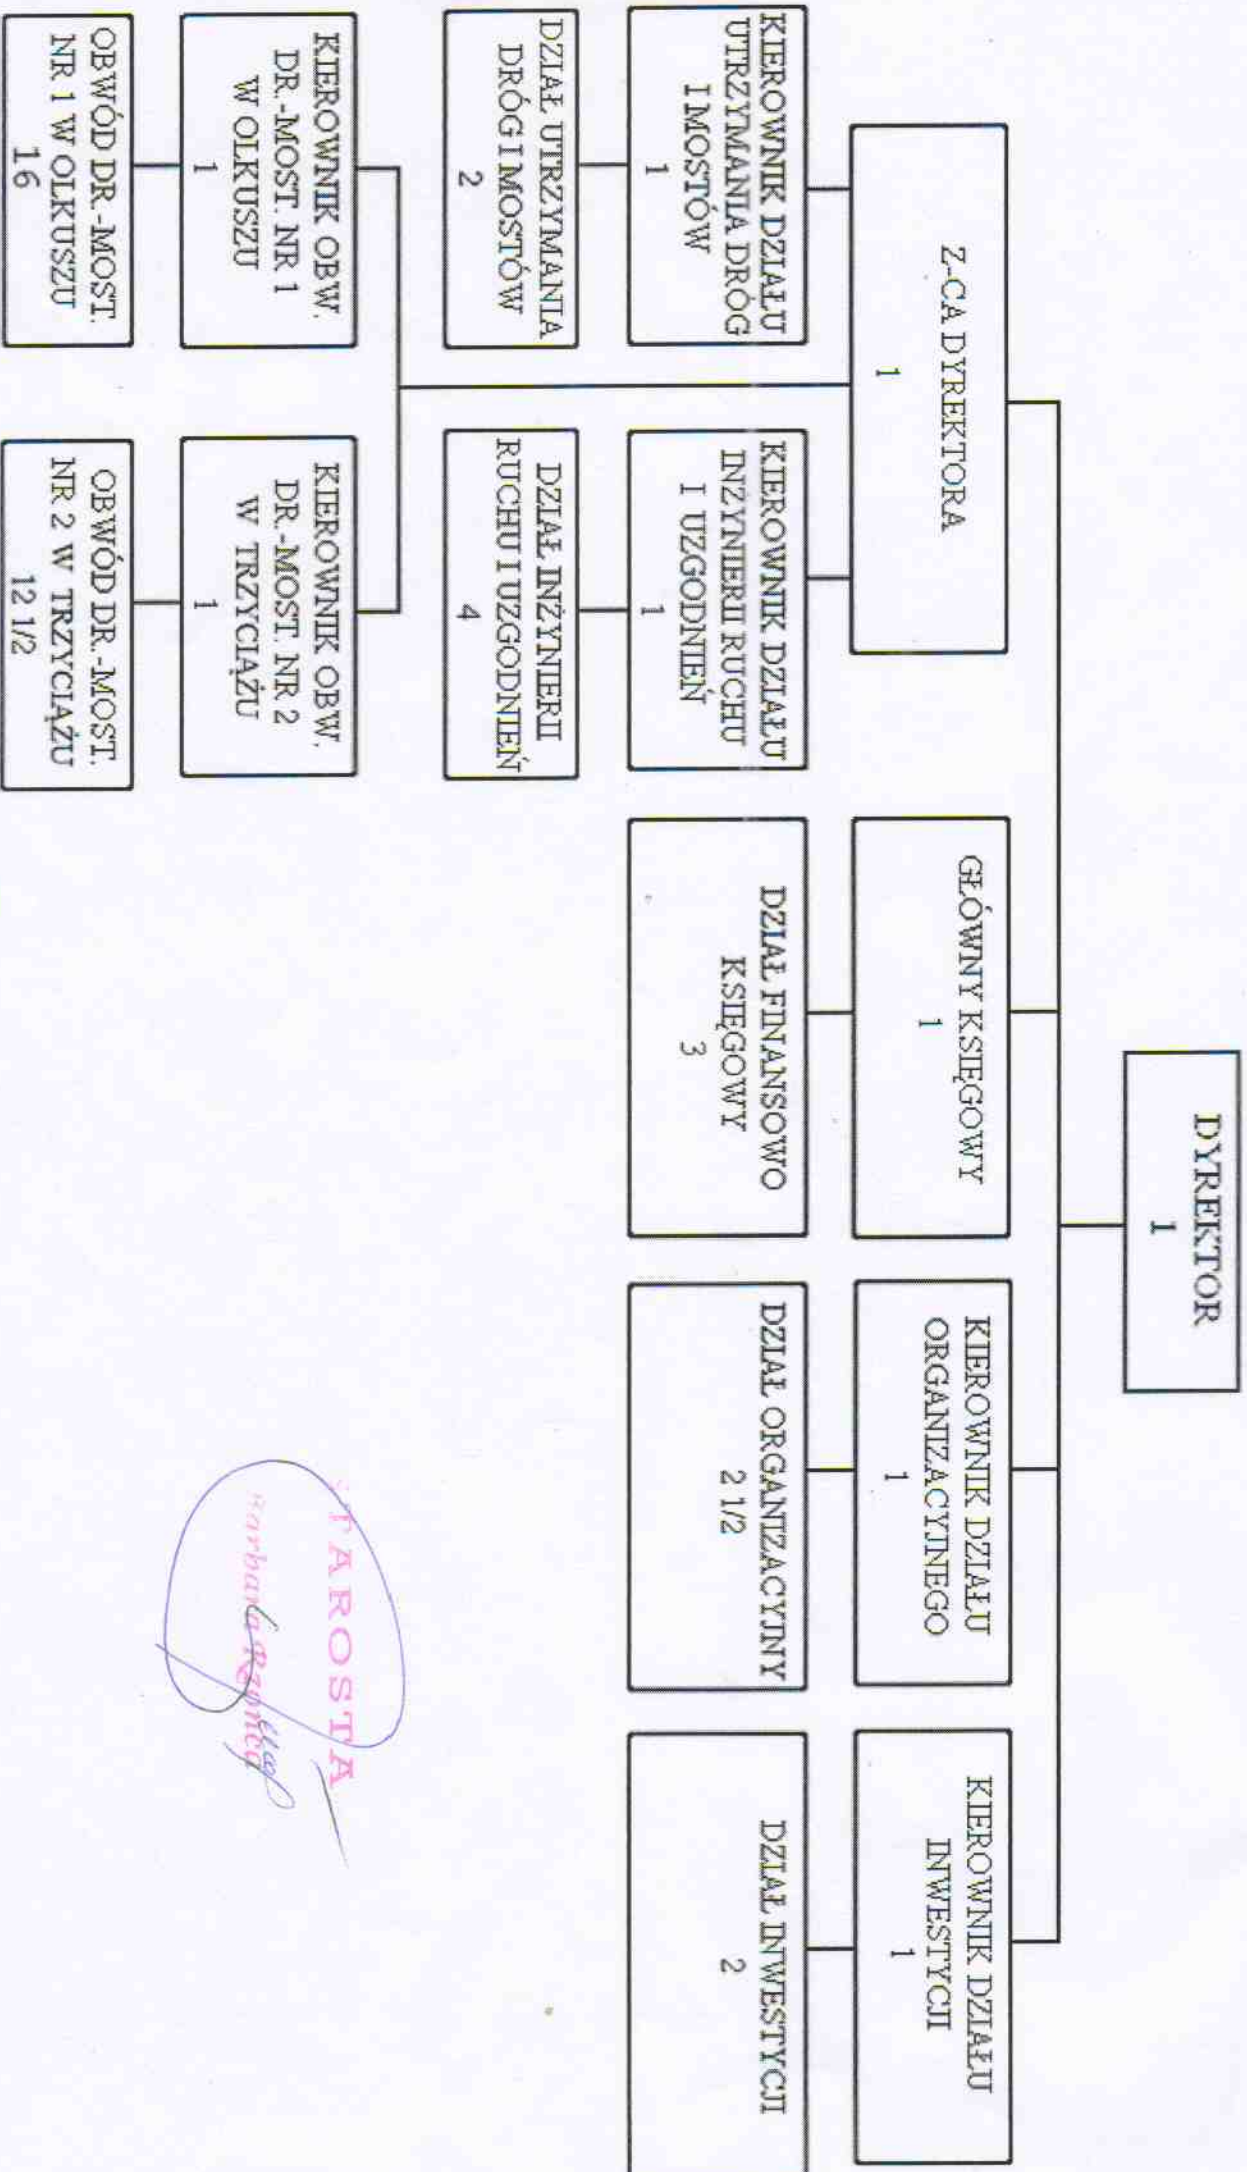 DYREKTOR
1
Z-CA DYREKTORA
1
GŁÓWNY KSIĘGOWY
1
KIEROWNIK DZIAŁU
ORGANIZACYJNEGO
1
KIEROWNIK DZIAŁU
INWESTYCJI
1
KIEROWNIK DZIAŁU
UTRZYMANIA DRÓG
I MOSTÓW
1
KIEROWNIK DZIAŁU
INŻYNIERII RUCHU
I UZGODNIEŃ
1
DZIAŁ FINANSOWO
KSIĘGOWY
3
DZIAŁ ORGANIZACYJNY
2 1/2
DZIAŁ INWESTYCJI
2
DZIAŁ UTRZYMANIA
DRÓG I MOSTÓW
2
DZIAŁ INŻYNIERII
RUCHU I UZGODNIEŃ
4
KIEROWNIK OBW.
DR.-MOST. NR 1
W OLKUSZU
1
KIEROWNIK OBW.
DR.-MOST. NR 2
W TRZYCIĄŻU
1
OBWÓD DR.-MOST.
NR 1 W OLKUSZU
16
OBWÓD DR.-MOST.
NR 2 W TRZYCIĄŻU
12 1/2
STAROSTA
Barbara Rzońca